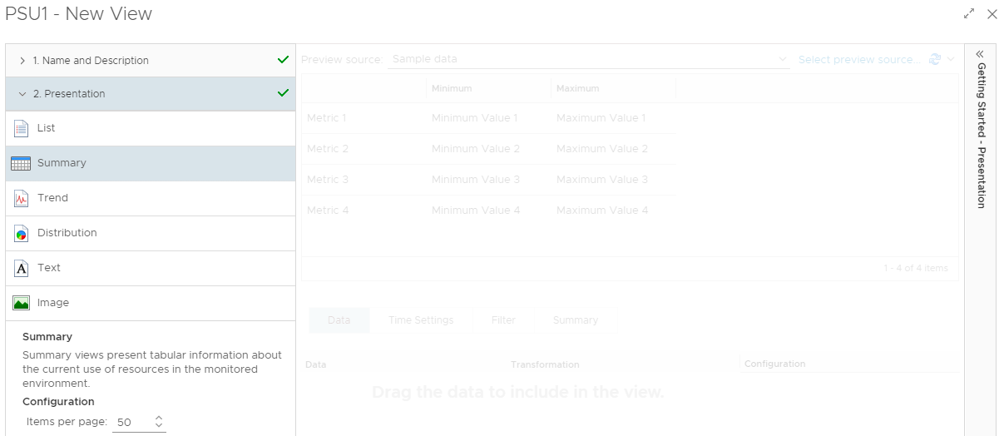 PSU1 - New View
1. Name and Description
2. Presentation
List
Summary
Trend
Distribution
Text
Image
Summary
Summary views present tabular information about
the current use of resources in the monitored
environment.
Configuration
Items per page: 50
Preview source: Sample data Select preview source...
Minimum Maximum
Metric 1 Minimum Value 1 Maximum Value 1
Metric 2 Minimum Value 2 Maximum Value 2
Metric 3 Minimum Value 3 Maximum Value 3
Metric 4 Minimum Value 4 Maximum Value 4
1 - 4 of 4 items
Data Time Settings Filter Summary
Data Transformation Configuration
Drag the data to include in the view.
Getting Started - Presentation